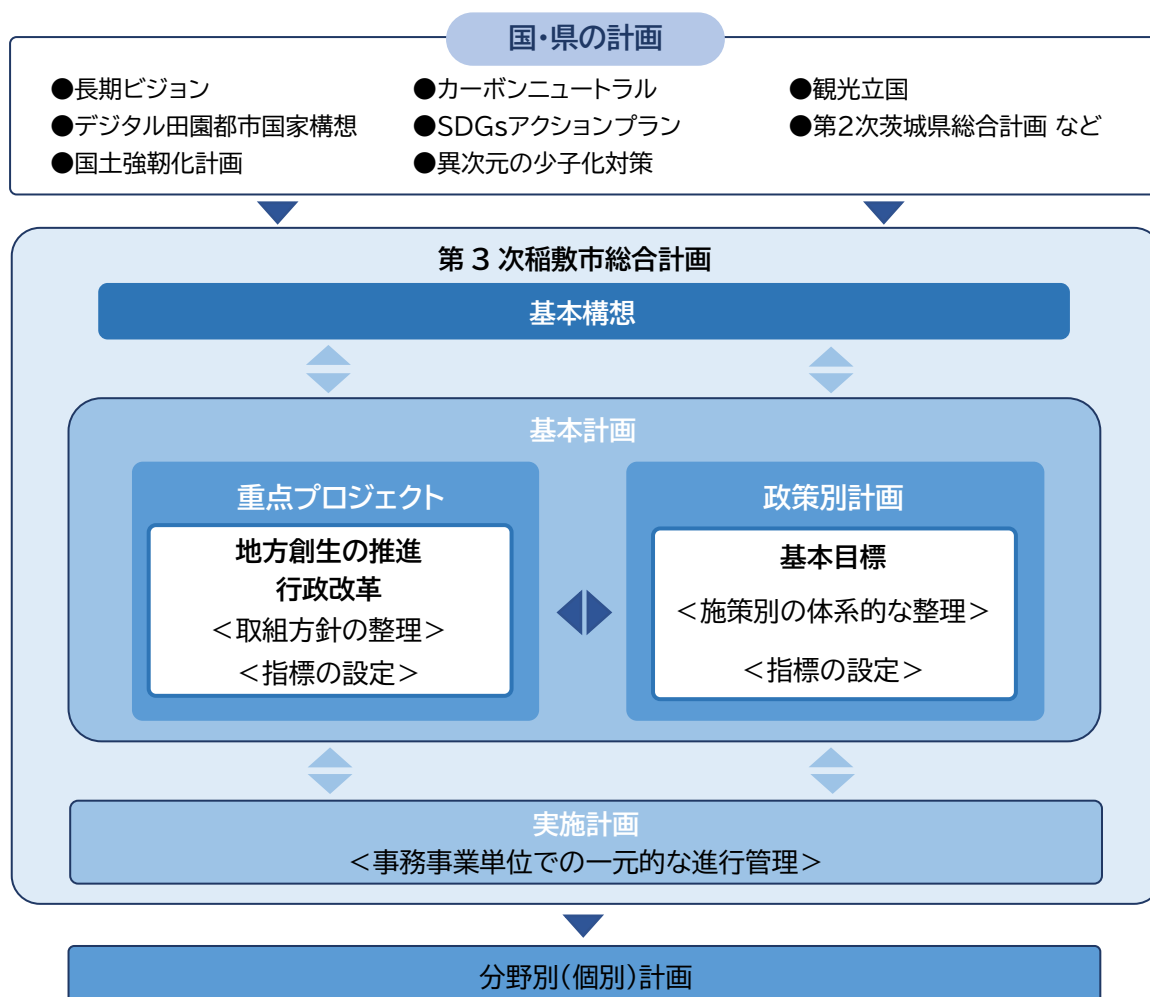 国・県の計画
●長期ビジョン
●デジタル田園都市国家構想
●国土強靭化計画
●カーボンニュートラル
●SDGsアクションプラン
●異次元の少子化対策
●観光立国
●第2次茨城県総合計画 など
第 3 次稲敷市総合計画
基本構想
基本計画
重点プロジェクト
地方創生の推進
行政改革
<取組方針の整理>
<指標の設定>
政策別計画
基本目標
<施策別の体系的な整理>
<指標の設定>
実施計画
<事務事業単位での一元的な進行管理>
分野別(個別)計画